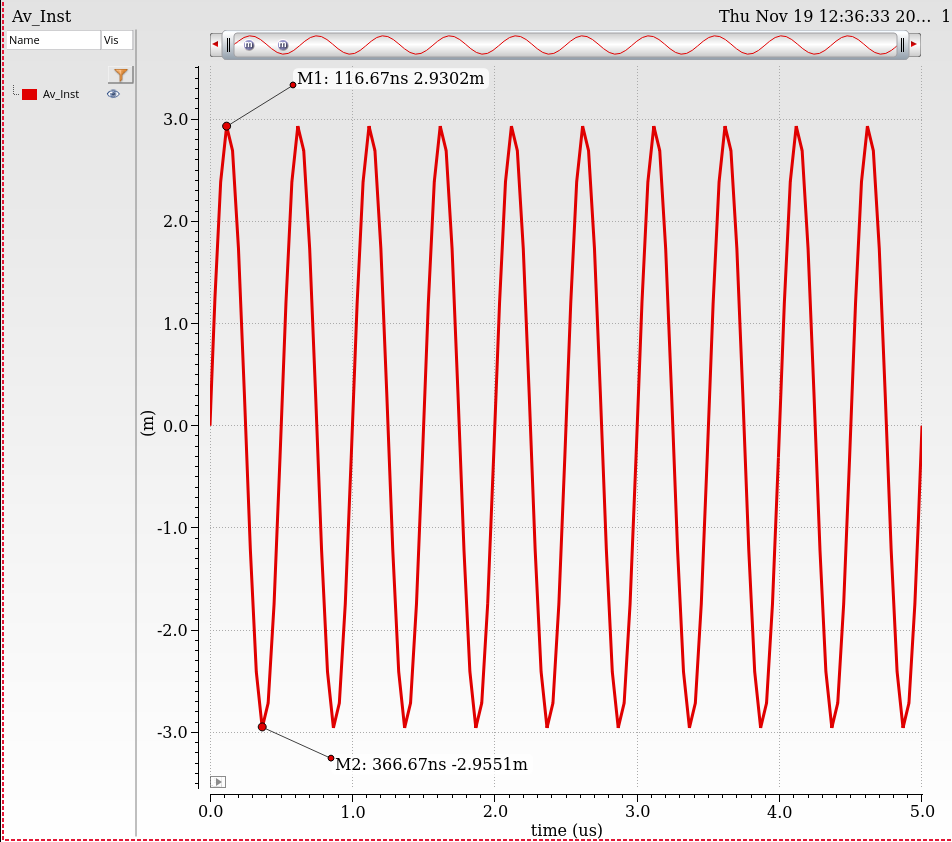 Av_Inst
Thu Nov 19 12:36:33 20... 1
Name Vis
Av_Inst
m m
M1: 116.67ns 2.9302m
3.0
2.0
1.0
0.0
-1.0
-2.0
-3.0
(m)
M2: 366.67ns -2.9551m
0.0 1.0 2.0 3.0 4.0 5.0
time (us)